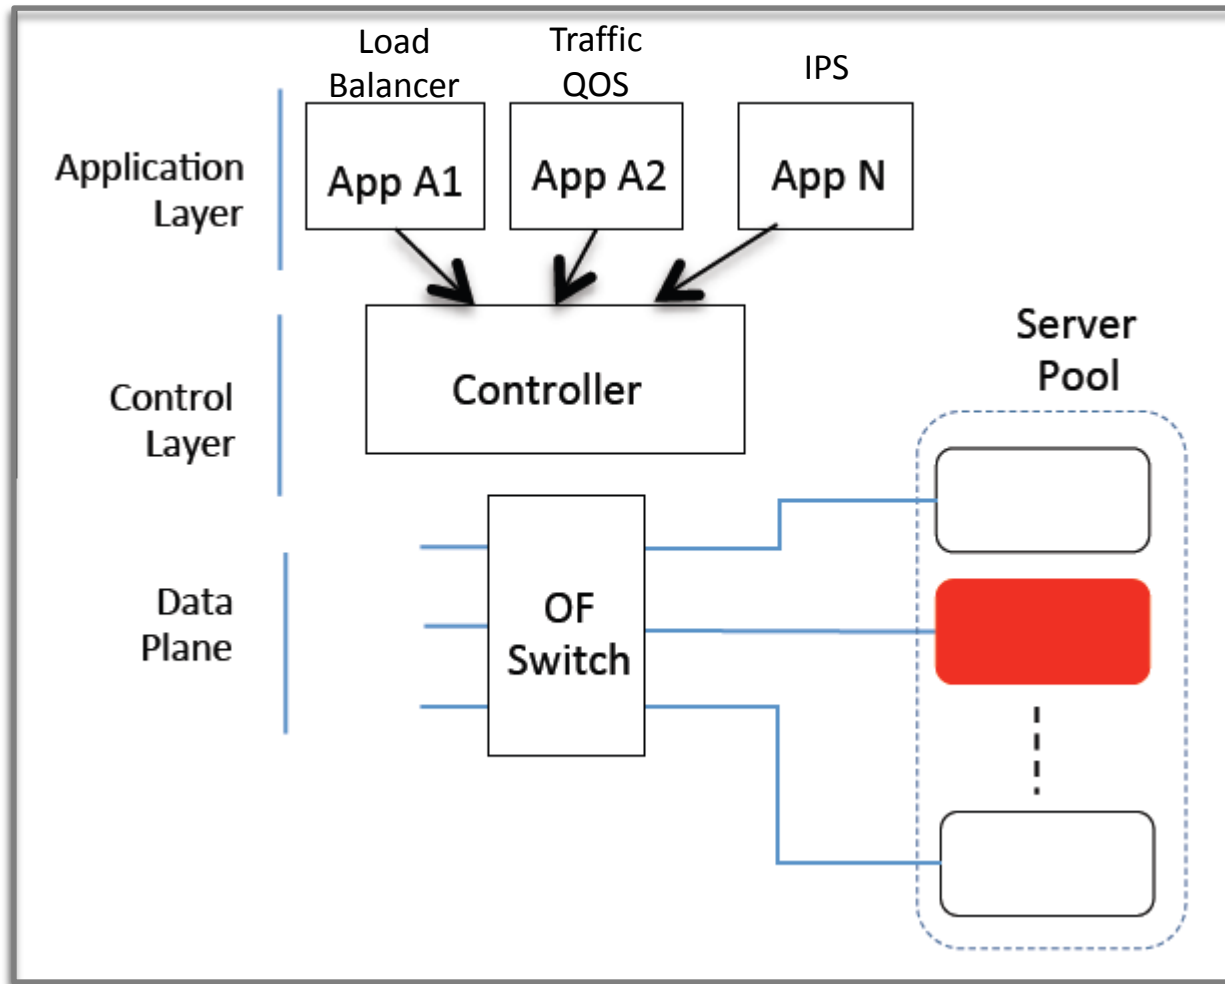 Load
Balancer
Traffic
QOS
IPS
Application
Layer
App A1
App A2
App N
Control
Layer
Controller
Server
Pool
Data
Plane
OF
Switch